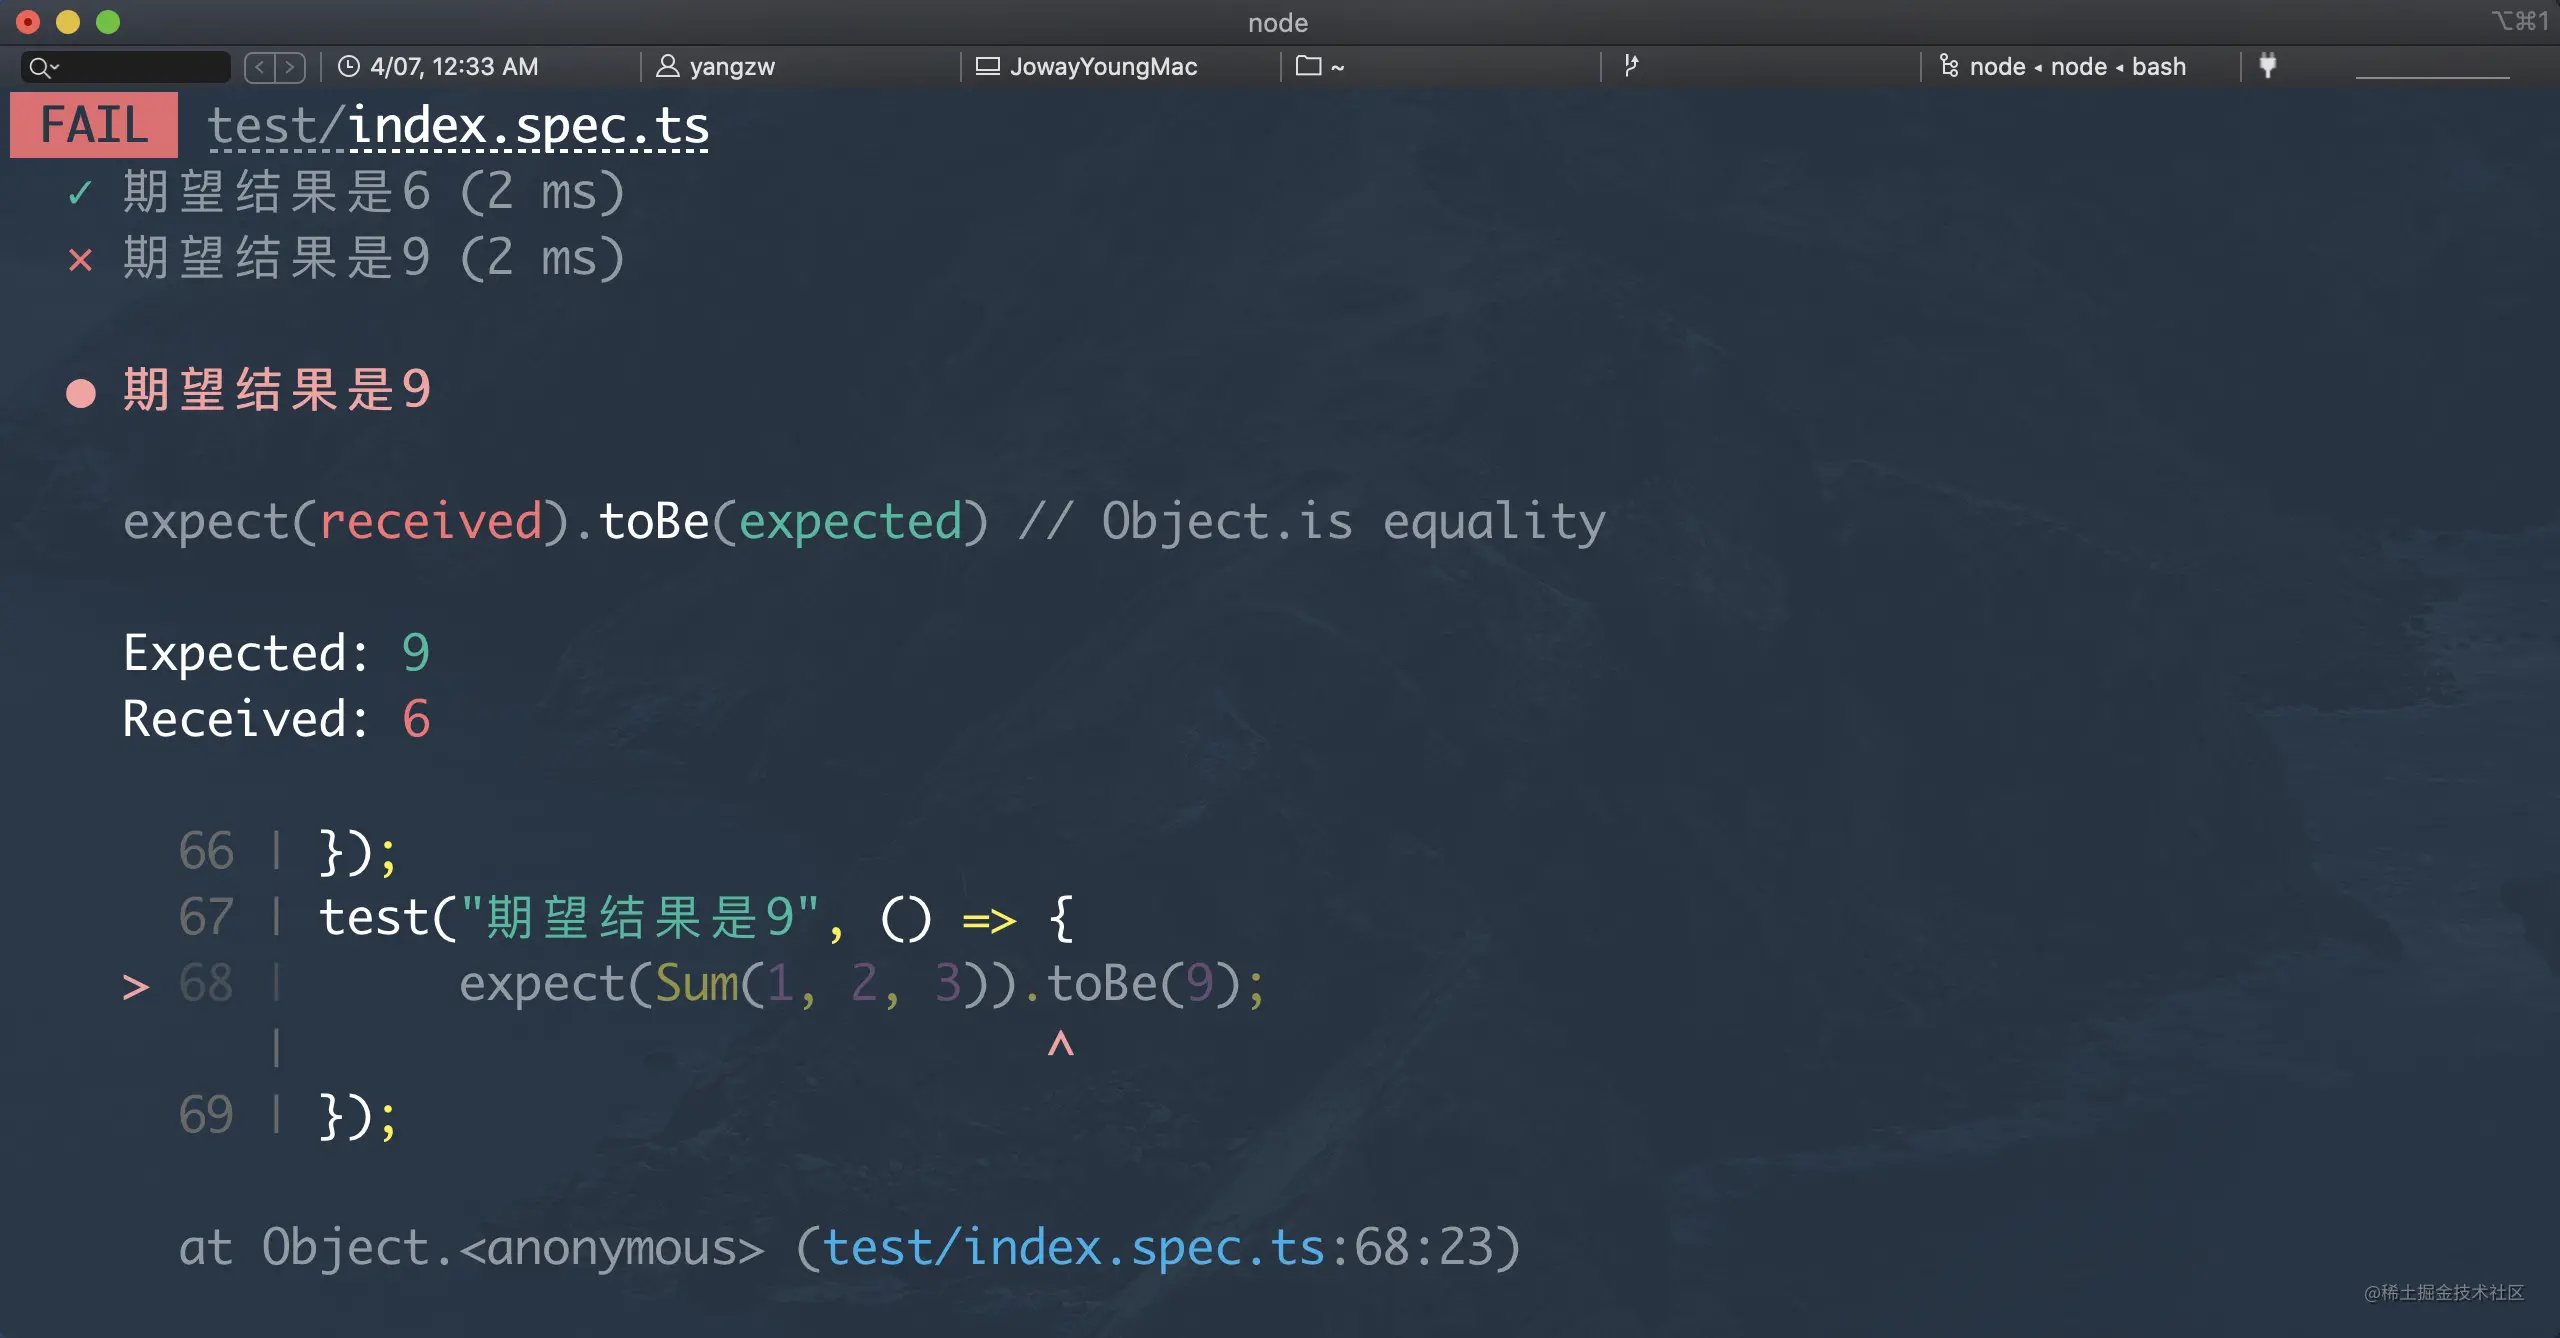 node
⌥⌘1
4/07, 12:33 AM yangzw JowayYoungMac ~ node ◂ node ◂ bash
FAIL test/index.spec.ts
✓ 期望结果是6 (2 ms)
✕ 期望结果是9 (2 ms)
● 期望结果是9
expect(received).toBe(expected) // Object.is equality
Expected: 9
Received: 6
66 | });
67 | test("期望结果是9", () => {
> 68 |     expect(Sum(1, 2, 3)).toBe(9);
|                     ^
69 | });
at Object.<anonymous> (test/index.spec.ts:68:23)
@稀土掘金技术社区